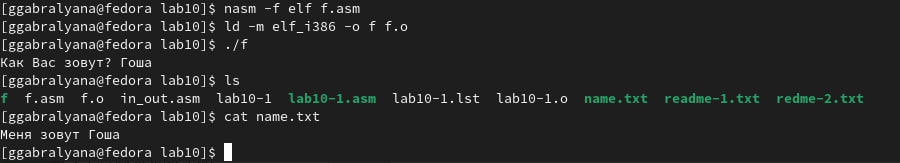 [ggabralyana@fedora lab10]$ nasm -f elf f.asm
[ggabralyana@fedora lab10]$ ld -m elf_i386 -o f f.o
[ggabralyana@fedora lab10]$ ./f
Как Вас зовут? Гоша
[ggabralyana@fedora lab10]$ ls
f  f.asm  f.o  in_out.asm  lab10-1  lab10-1.asm  lab10-1.lst  lab10-1.o  name.txt  readme-1.txt  redme-2.txt
[ggabralyana@fedora lab10]$ cat name.txt
Меня зовут Гоша
[ggabralyana@fedora lab10]$